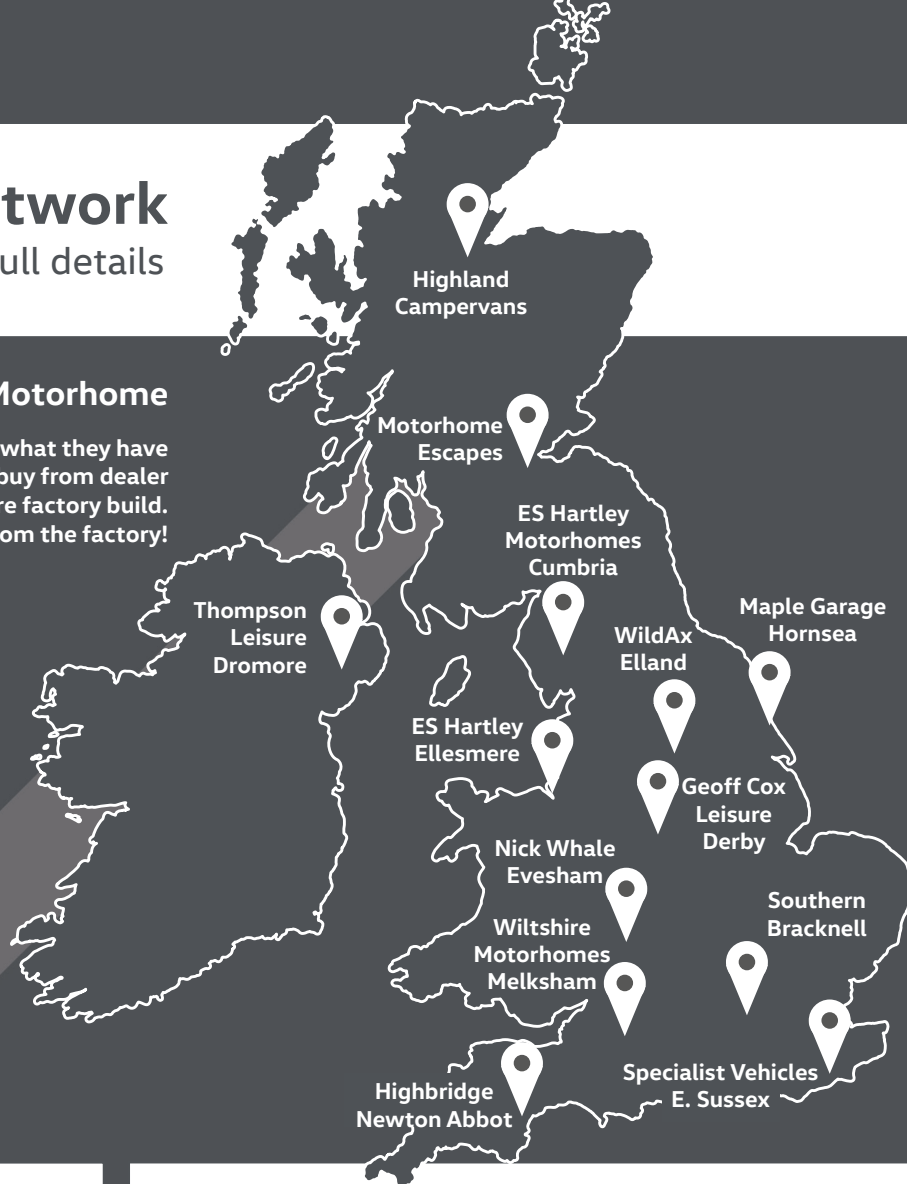 twork
ull details
Motorhome
what they have
buy from dealer
re factory build.
om the factory!
Highland
Campervans
Motorhome
Escapes
ES Hartley
Motorhomes
Cumbria
Thompson
Leisure
Dromore
Maple Garage
Hornsea
WildAx
Elland
ES Hartley
Ellesmere
Geoff Cox
Leisure
Derby
Nick Whale
Evesham
Southern
Bracknell
Wiltshire
Motorhomes
Melksham
Specialist Vehicles
E. Sussex
Highbridge
Newton Abbot